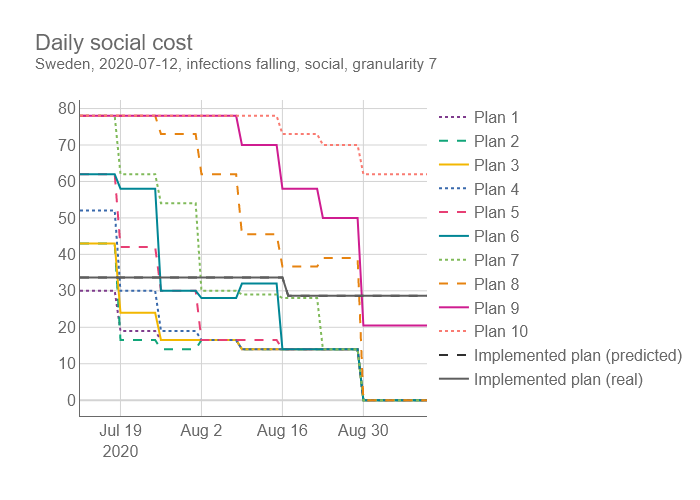 Daily social cost
Sweden, 2020-07-12, infections falling, social, granularity 7
80
70
60
50
40
30
20
10
0
Jul 19
2020
Aug 2
Aug 16
Aug 30
Plan 1
Plan 2
Plan 3
Plan 4
Plan 5
Plan 6
Plan 7
Plan 8
Plan 9
Plan 10
Implemented plan (predicted)
Implemented plan (real)